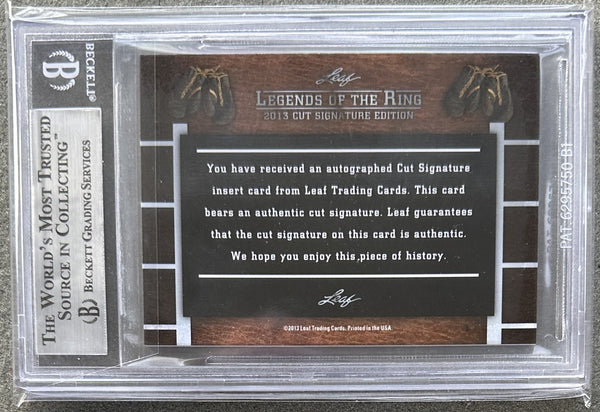 BECKETT®
B
THE WORLD'S MOST TRUSTED
SOURCE IN COLLECTING™
B BECKETT GRADING SERVICES
Leaf
LEGENDS OF THE RING
2013 CUT SIGNATURE EDITION
You have received an autographed Cut Signature
insert card from Leaf Trading Cards. This card
bears an authentic cut signature. Leaf guarantees
that the cut signature on this card is authentic.
We hope you enjoy this piece of history.
Leaf
©2013 Leaf Trading Cards. Printed in the USA.
PAT 6295750 B1